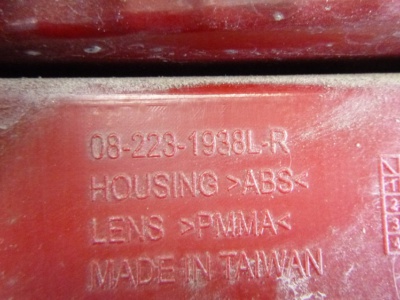 08-223-1938L-R
HOUSING >ABS<
LENS >PMMA<
MADE IN TAIWAN